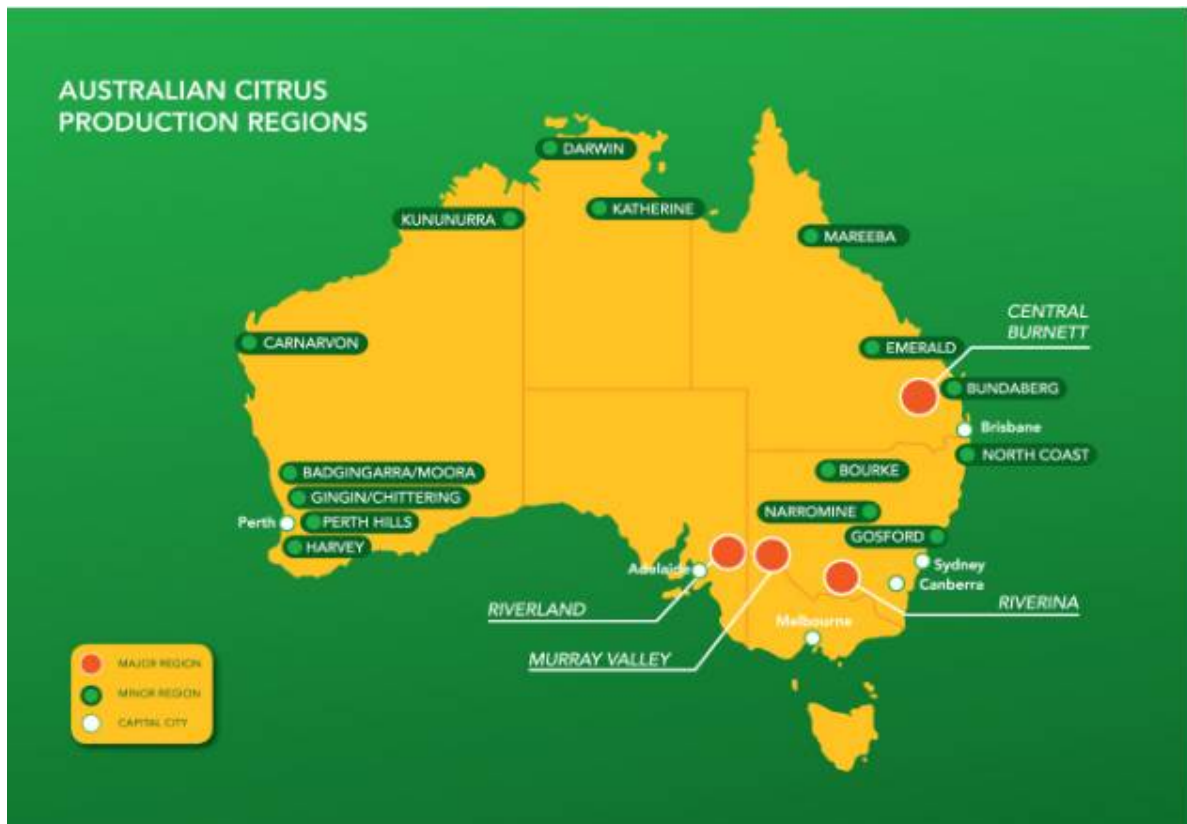 AUSTRALIAN CITRUS
PRODUCTION REGIONS
DARWIN
KUNUNURRA
KATHERINE
MAREEBA
CENTRAL
BURNETT
CARNARVON
EMERALD
BUNDABERG
Brisbane
NORTH COAST
BADGINGARRA/MOORA
BOURKE
GINGIN/CHITTERING
NARROMINE
Perth
PERTH HILLS
GOSFORD
HARVEY
Adelaide
Sydney
Canberra
RIVERLAND
RIVERINA
Melbourne
MURRAY VALLEY
MAJOR REGION
MINOR REGION
CAPITAL CITY